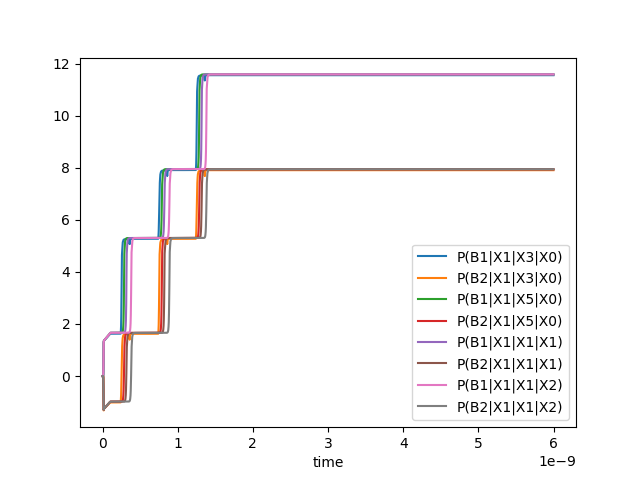 12
10
8
6
4
2
0
P(B1|X1|X3|X0)
P(B2|X1|X3|X0)
P(B1|X1|X5|X0)
P(B2|X1|X5|X0)
P(B1|X1|X1|X1)
P(B2|X1|X1|X1)
P(B1|X1|X1|X2)
P(B2|X1|X1|X2)
0 1 2 3 4 5 6
time
1e−9